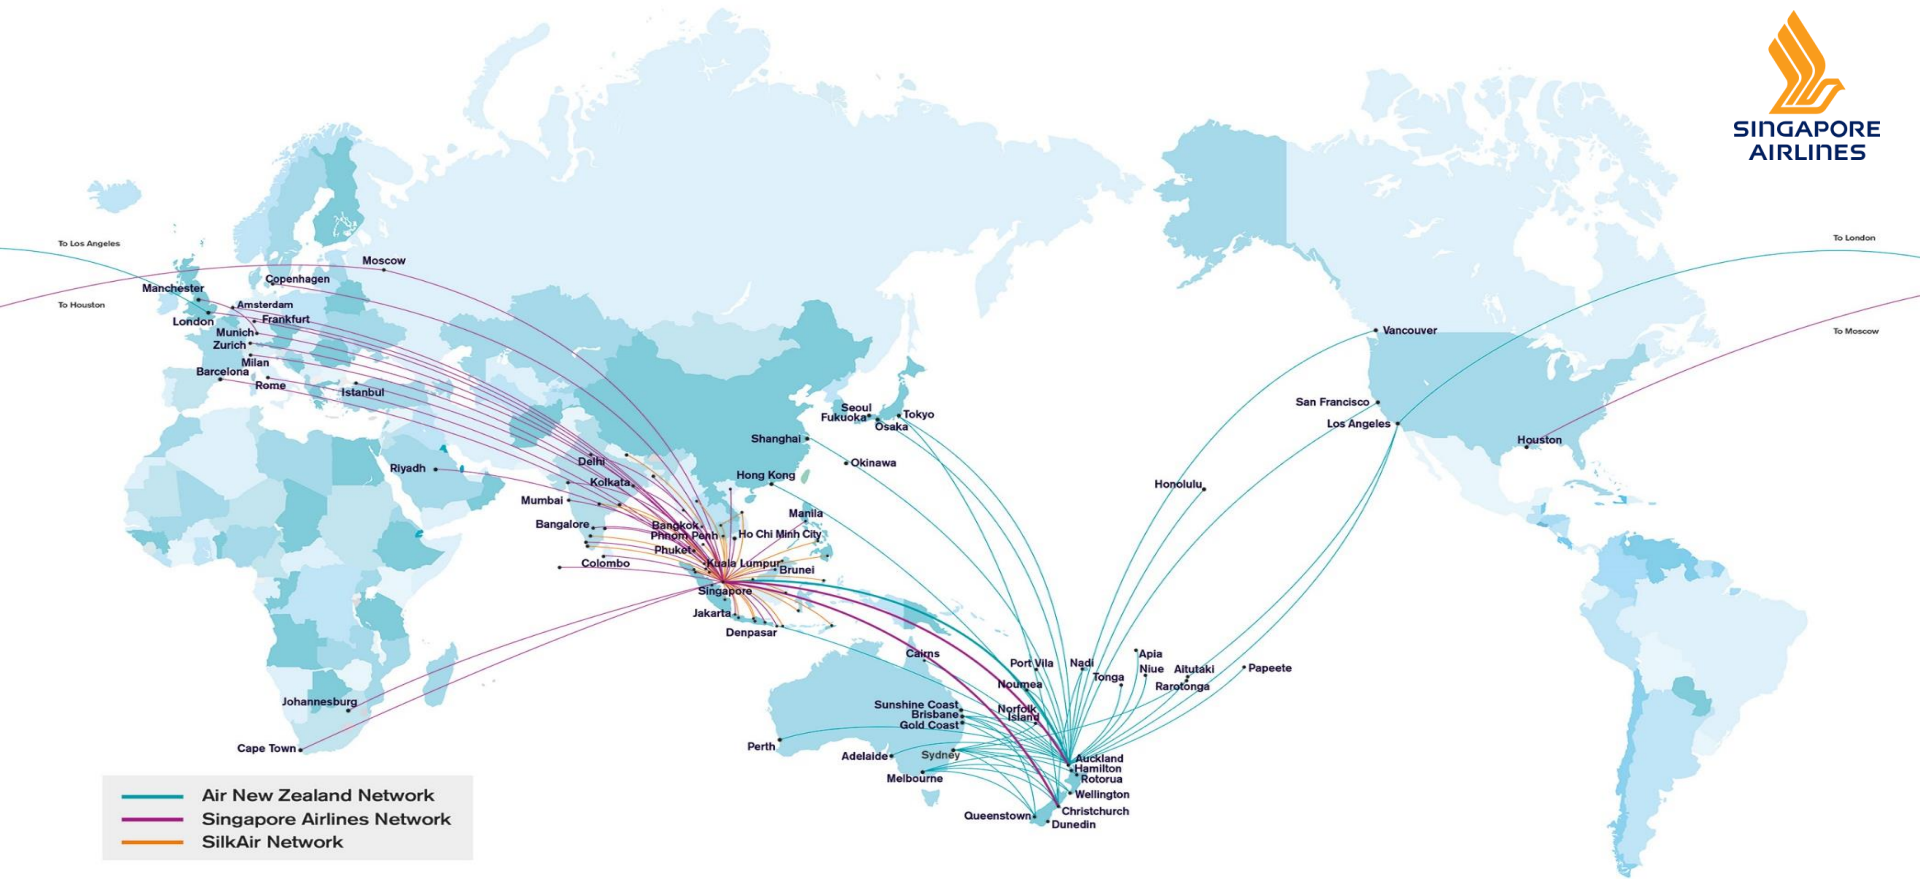 SINGAPORE
AIRLINES
To Los Angeles
To London
Moscow
Copenhagen
Manchester
To Houston
Amsterdam
London
Frankfurt
Munich
Zurich
Milan
Barcelona
Rome
Istanbul
To Moscow
Vancouver
San Francisco
Los Angeles
Houston
Seoul
Fukuoka
Tokyo
Osaka
Shanghai
Okinawa
Hong Kong
Honolulu
Riyadh
Delhi
Kolkata
Mumbai
Bangalore
Bangkok
Phnom Penh
Manila
Ho Chi Minh City
Phuket
Colombo
Kuala Lumpur
Brunei
Singapore
Jakarta
Denpasar
Cairns
Port Vila
Nadi
Apia
Niue
Aitutaki
Papeete
Tonga
Rarotonga
Noumea
Norfolk
Island
Sunshine Coast
Brisbane
Gold Coast
Johannesburg
Cape Town
Perth
Adelaide
Sydney
Melbourne
Auckland
Hamilton
Rotorua
Wellington
Christchurch
Queenstown
Dunedin
Air New Zealand Network
Singapore Airlines Network
SilkAir Network